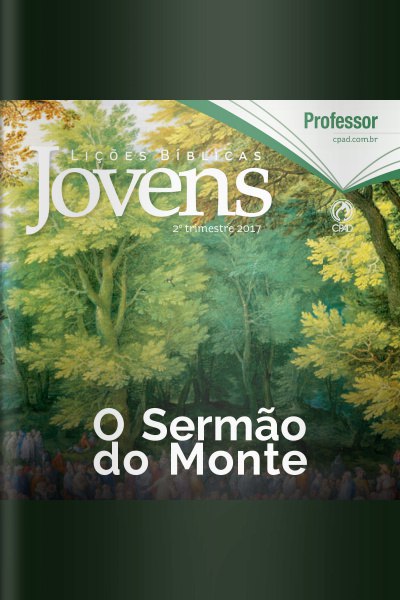 Professor
cpad.com.br
LIÇÕES BÍBLICAS
Jovens
2º trimestre 2017
CPAD
O Sermão
do Monte